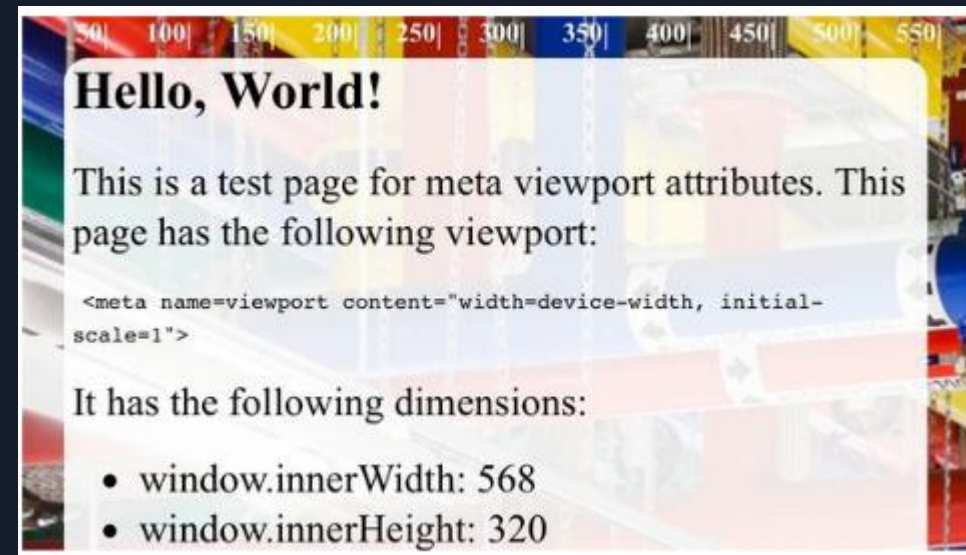 50| 100| 150| 200| 250| 300| 350| 400| 450| 500| 550|
Hello, World!
This is a test page for meta viewport attributes. This
page has the following viewport:
<meta name=viewport content="width=device-width, initial-
scale=1">
It has the following dimensions:
• window.innerWidth: 568
• window.innerHeight: 320